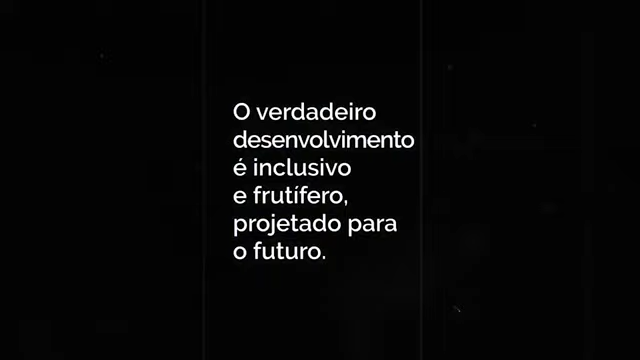 O verdadeiro
desenvolvimento
é inclusivo
e frutífero,
projetado para
o futuro.